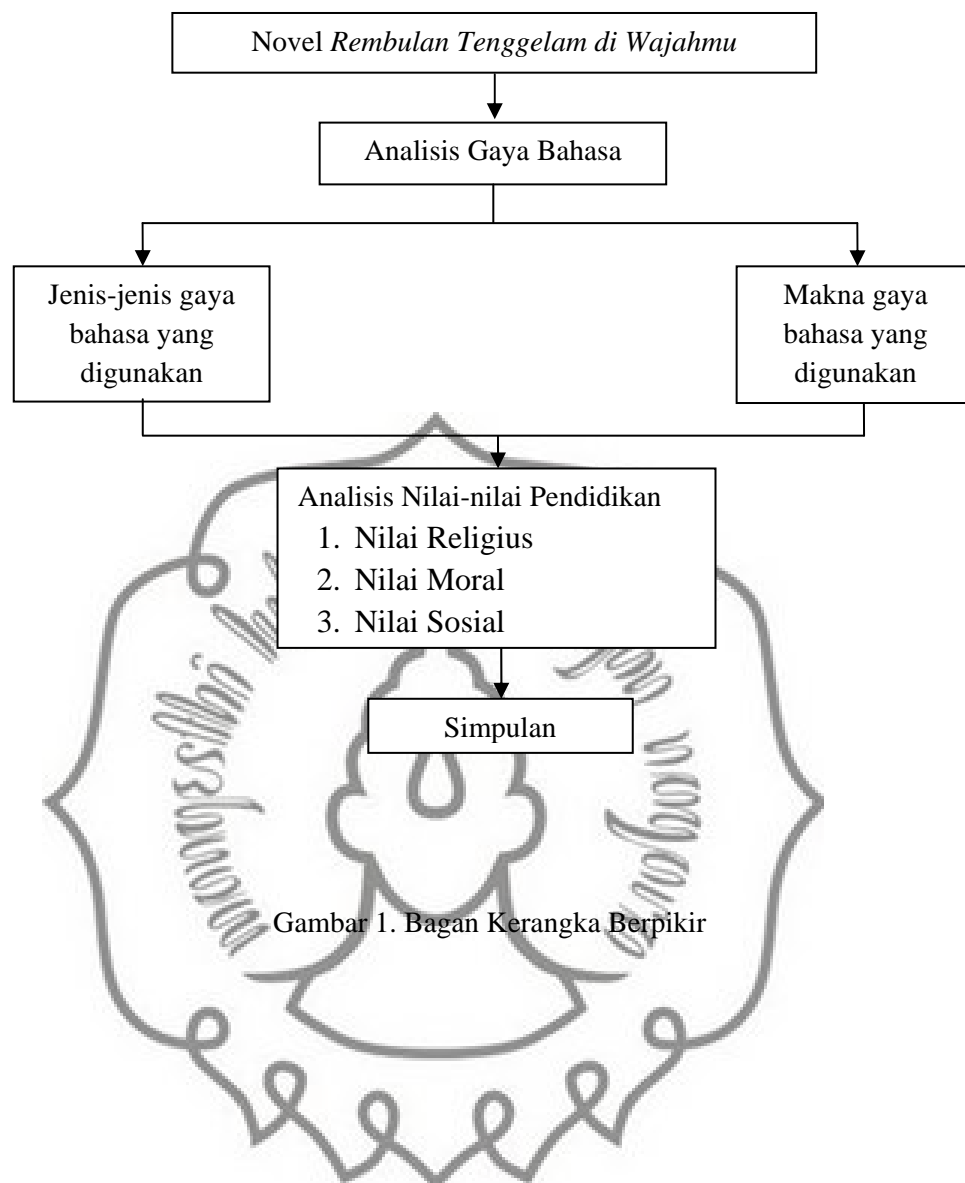 Novel Rembulan Tenggelam di Wajahmu
Analisis Gaya Bahasa
Jenis-jenis gaya
bahasa yang
digunakan
Makna gaya
bahasa yang
digunakan
Analisis Nilai-nilai Pendidikan
1. Nilai Religius
2. Nilai Moral
3. Nilai Sosial
Simpulan
Gambar 1. Bagan Kerangka Berpikir